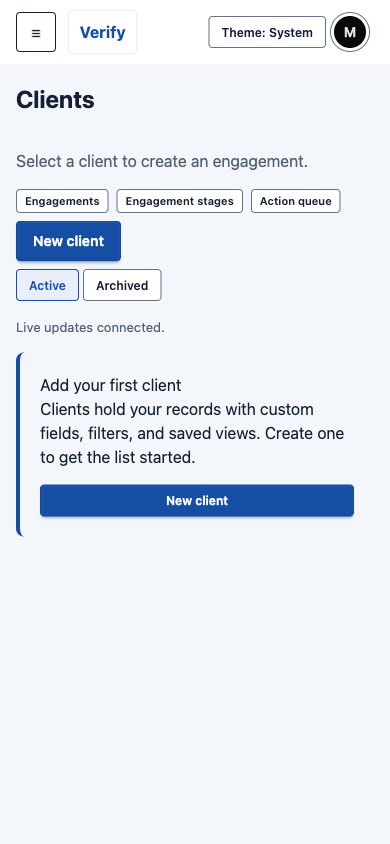 ≡
Verify
Theme: System
M
Clients
Select a client to create an engagement.
Engagements
Engagement stages
Action queue
New client
Active
Archived
Live updates connected.
Add your first client
Clients hold your records with custom
fields, filters, and saved views. Create one
to get the list started.
New client